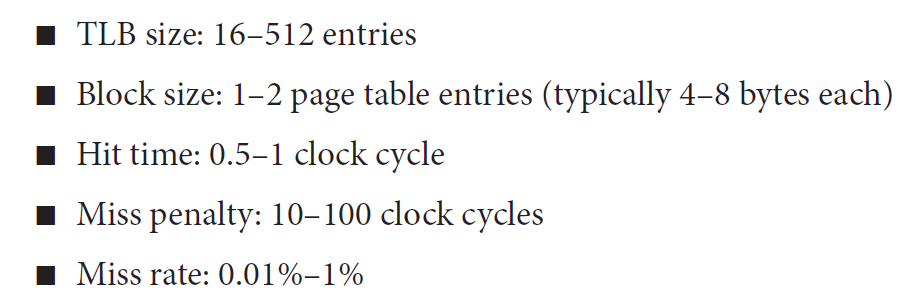 ■ TLB size: 16–512 entries
■ Block size: 1–2 page table entries (typically 4–8 bytes each)
■ Hit time: 0.5–1 clock cycle
■ Miss penalty: 10–100 clock cycles
■ Miss rate: 0.01%–1%